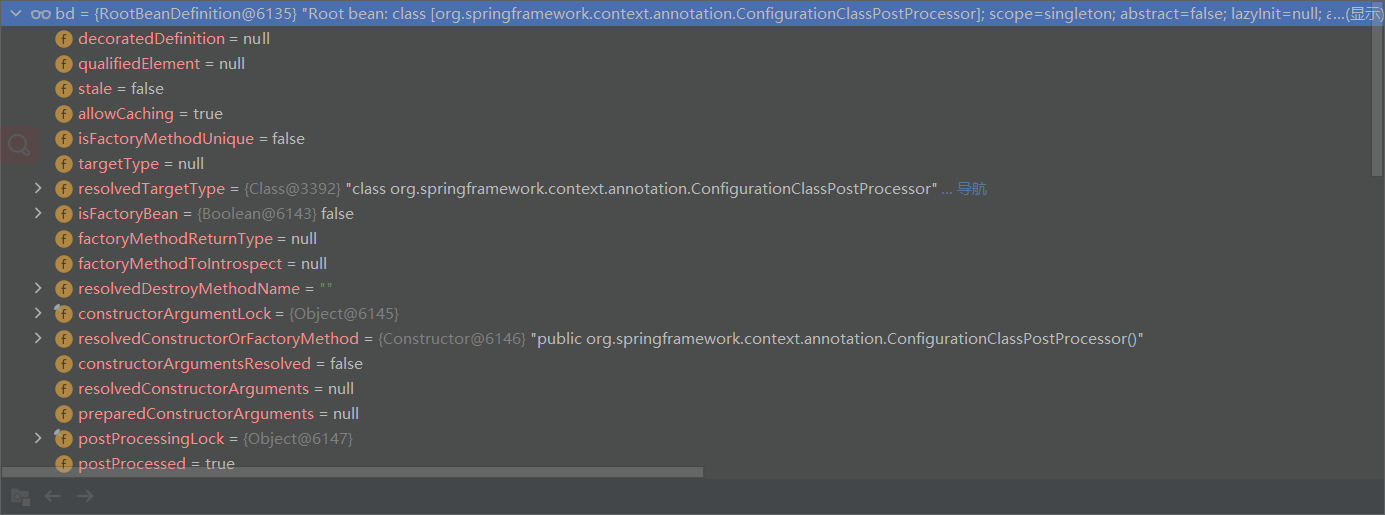 bd = {RootBeanDefinition@6135} "Root bean: class [org.springframework.context.annotation.ConfigurationClassPostProcessor]; scope=singleton; abstract=false; lazyInit=null; a...(显示)
f decoratedDefinition = null
f qualifiedElement = null
f stale = false
f allowCaching = true
f isFactoryMethodUnique = false
f targetType = null
f resolvedTargetType = {Class@3392} "class org.springframework.context.annotation.ConfigurationClassPostProcessor" ... 导航
f isFactoryBean = {Boolean@6143} false
f factoryMethodReturnType = null
f factoryMethodToIntrospect = null
f resolvedDestroyMethodName = ""
f constructorArgumentLock = {Object@6145}
f resolvedConstructorOrFactoryMethod = {Constructor@6146} "public org.springframework.context.annotation.ConfigurationClassPostProcessor()"
f constructorArgumentsResolved = false
f resolvedConstructorArguments = null
f preparedConstructorArguments = null
f postProcessingLock = {Object@6147}
f postProcessed = true